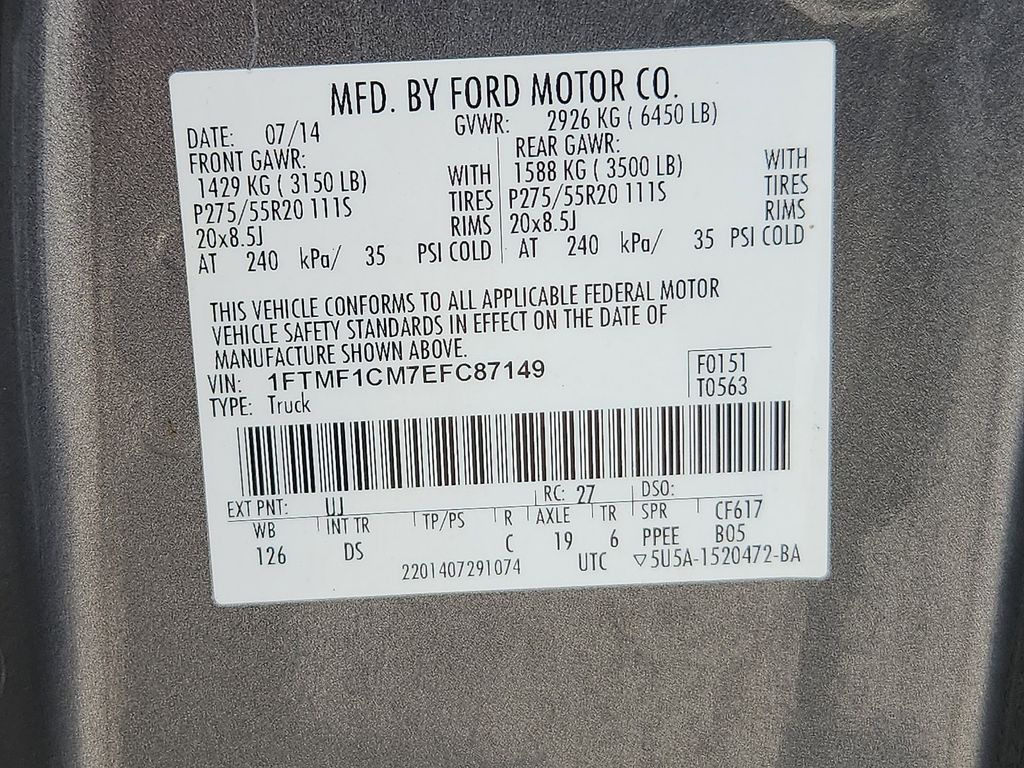 MFD. BY FORD MOTOR CO.
DATE: 07/14 GVWR: 2926 KG ( 6450 LB)
FRONT GAWR: REAR GAWR:
1429 KG ( 3150 LB) WITH 1588 KG ( 3500 LB) WITH
P275/55R20 111S TIRES P275/55R20 111S TIRES
20x8.5J RIMS 20x8.5J RIMS
AT 240 kPa/ 35 PSI COLD AT 240 kPa/ 35 PSI COLD
THIS VEHICLE CONFORMS TO ALL APPLICABLE FEDERAL MOTOR
VEHICLE SAFETY STANDARDS IN EFFECT ON THE DATE OF
MANUFACTURE SHOWN ABOVE.
VIN: 1FTMF1CM7EFC87149 F0151
TYPE: Truck T0563
EXT PNT: UJ RC: 27 DSO:
WB INT TR TP/PS R AXLE TR SPR CF617
126 DS C 19 6 PPEE B05
2201407291074 UTC ▽5U5A-1520472-BA